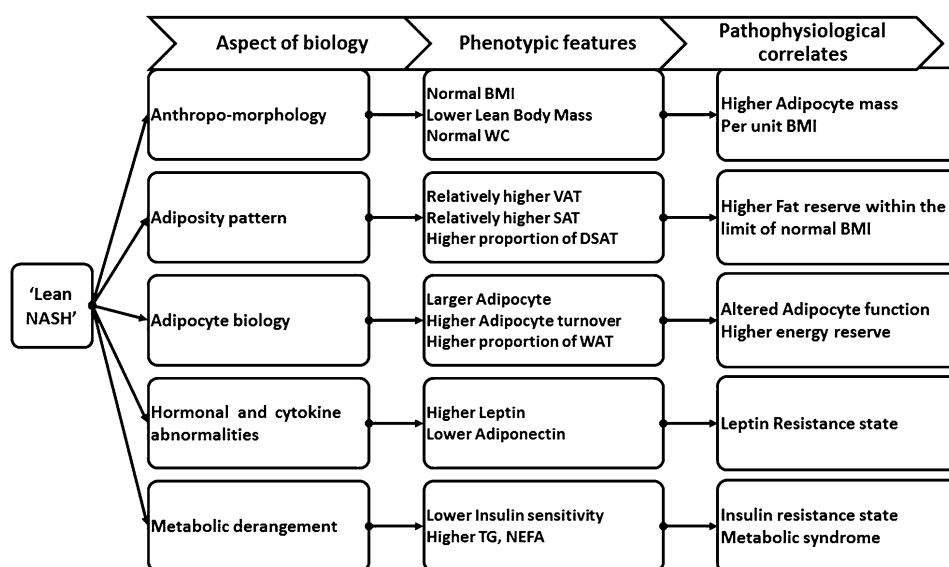 Aspect of biology
Phenotypic features
Pathophysiological
correlates
‘Lean
NASH’
Anthropo-morphology
Normal BMI
Lower Lean Body Mass
Normal WC
Higher Adipocyte mass
Per unit BMI
Adiposity pattern
Relatively higher VAT
Relatively higher SAT
Higher proportion of DSAT
Higher Fat reserve within the
limit of normal BMI
Adipocyte biology
Larger Adipocyte
Higher Adipocyte turnover
Higher proportion of WAT
Altered Adipocyte function
Higher energy reserve
Hormonal and cytokine
abnormalities
Higher Leptin
Lower Adiponectin
Leptin Resistance state
Metabolic derangement
Lower Insulin sensitivity
Higher TG, NEFA
Insulin resistance state
Metabolic syndrome